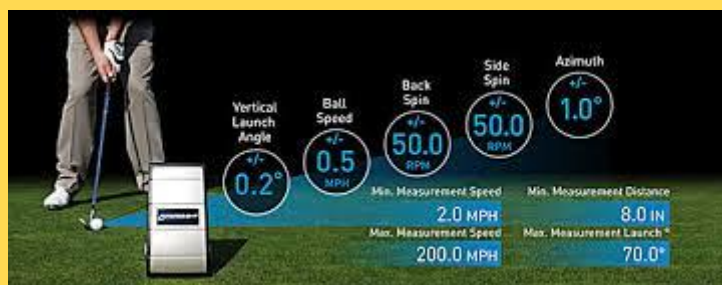 Vertical
Launch
Angle
+/-
0.2°
Ball
Speed
+/-
0.5
MPH
Back
Spin
+/-
50.0
RPM
Side
Spin
+/-
50.0
RPM
Azimuth
+/-
1.0°
Min. Measurement Speed
2.0 MPH
Max. Measurement Speed
200.0 MPH
Min. Measurement Distance
8.0 IN
Max. Measurement Launch °
70.0°